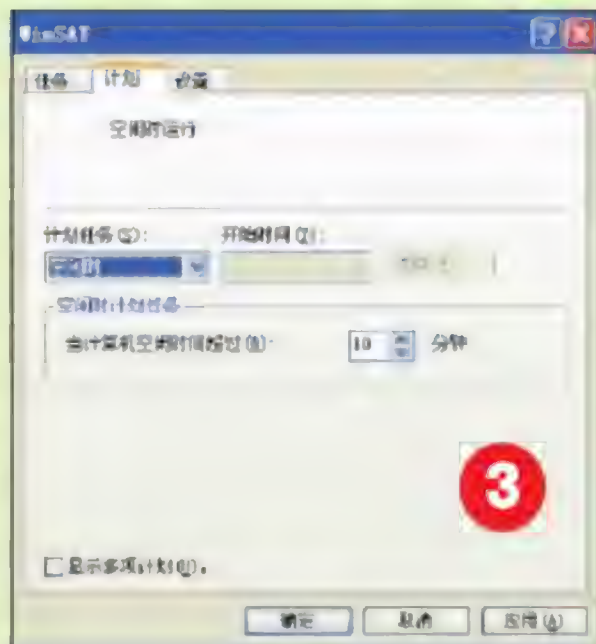 WinSAT
任务 计划 设置
空闲时运行
计划任务(S): 开始时间(T):
空闲时
空闲时计划任务
当计算机空闲时间超过(N): 10 分钟
3
显示多项计划(U)。
确定 取消 应用(A)